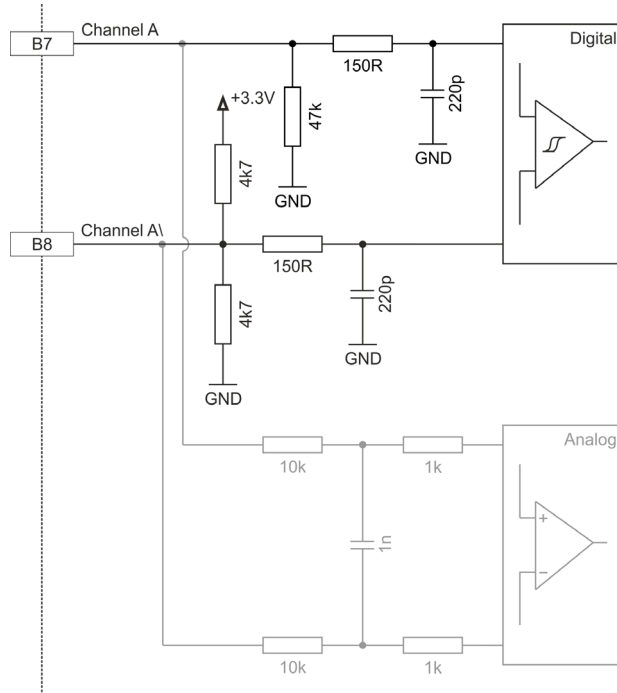 B7
Channel A
Digital
150R
+3.3V
47k
220p
GND
4k7
GND
B8
Channel A\
150R
4k7
220p
GND
GND
Analog
10k
1k
+
1n
−
10k
1k